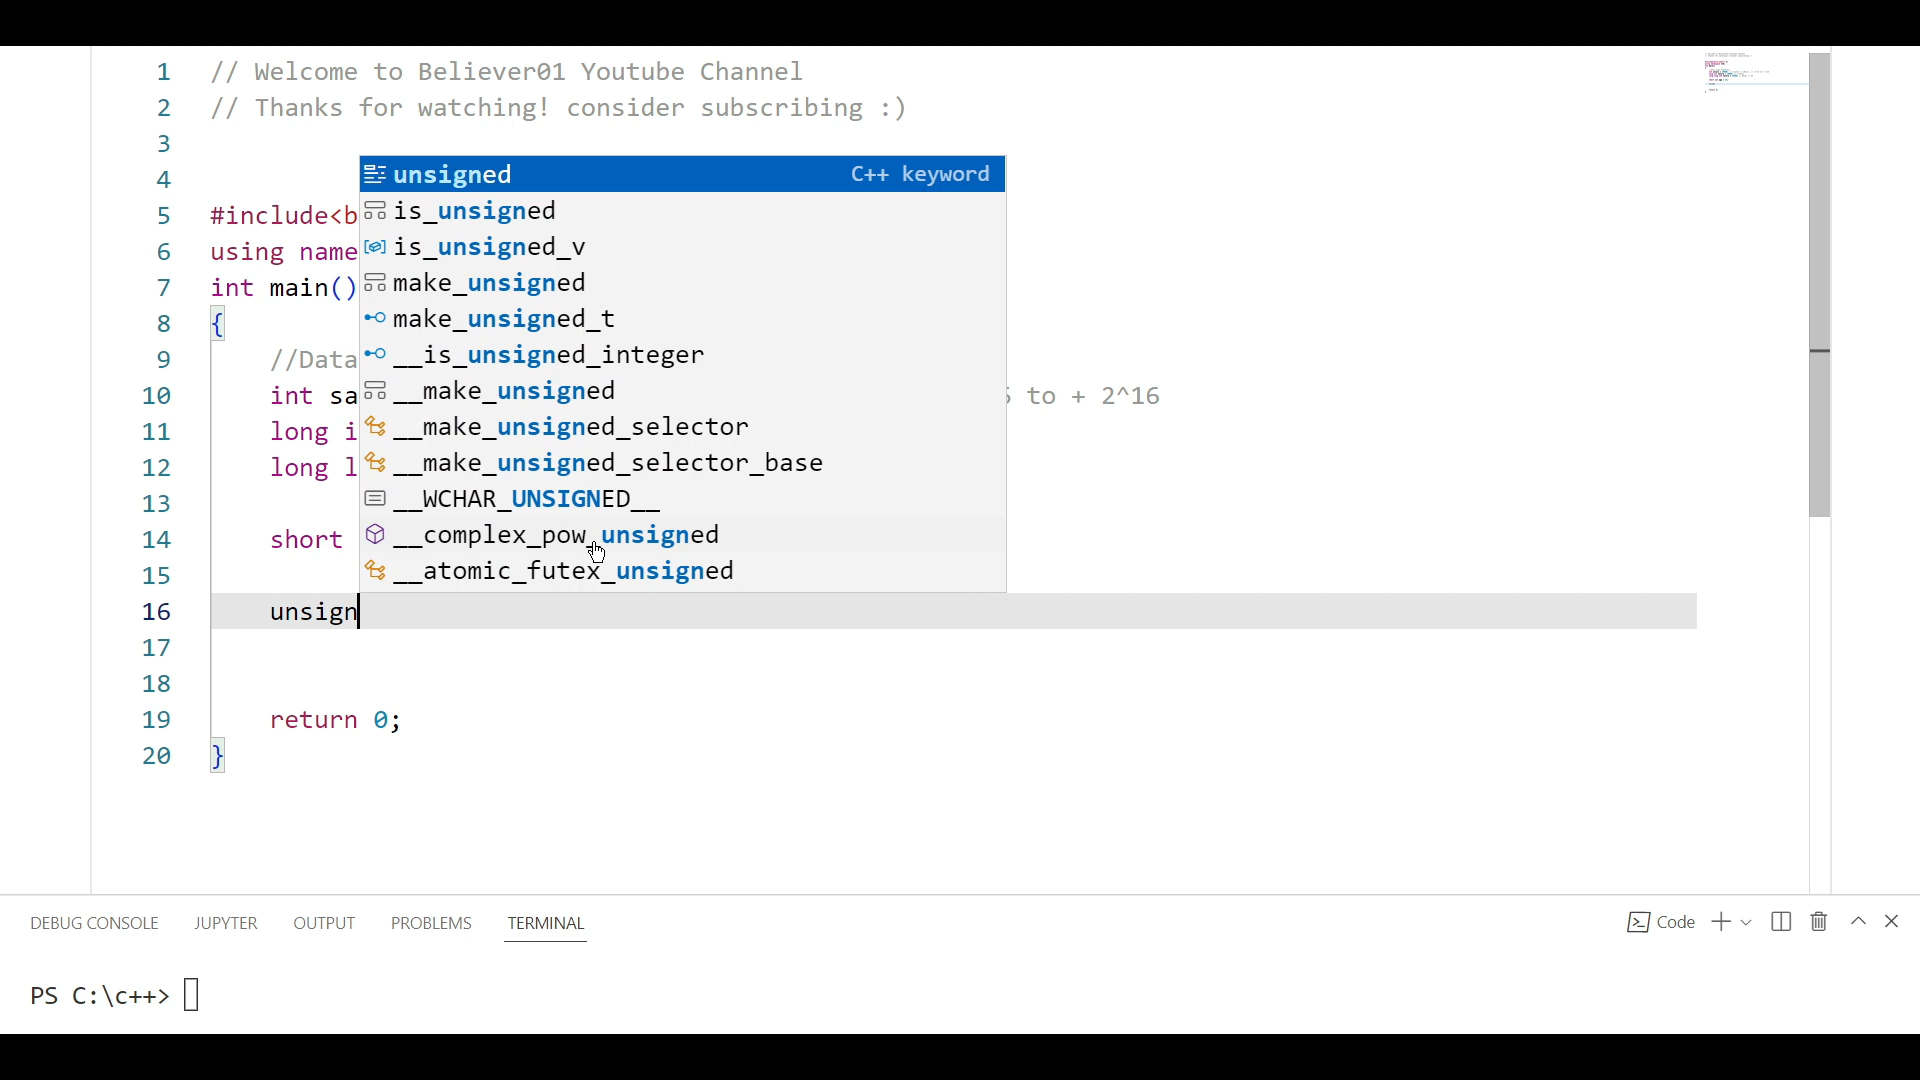 1 // Welcome to Believer01 Youtube Channel
2 // Thanks for watching! consider subscribing :)
3
4
unsigned C++ keyword
is_unsigned
5 #include<b
is_unsigned_v
6 using name
make_unsigned
7 int main()
make_unsigned_t
8 {
__is_unsigned_integer
9 //Data
__make_unsigned
10 int sa to + 2^16
__make_unsigned_selector
11 long i
__make_unsigned_selector_base
12 long l
__WCHAR_UNSIGNED__
13
__complex_pow_unsigned
14 short
__atomic_futex_unsigned
15
16 unsign
17
18
19 return 0;
20 }
DEBUG CONSOLE JUPYTER OUTPUT PROBLEMS TERMINAL Code
PS C:\c++>